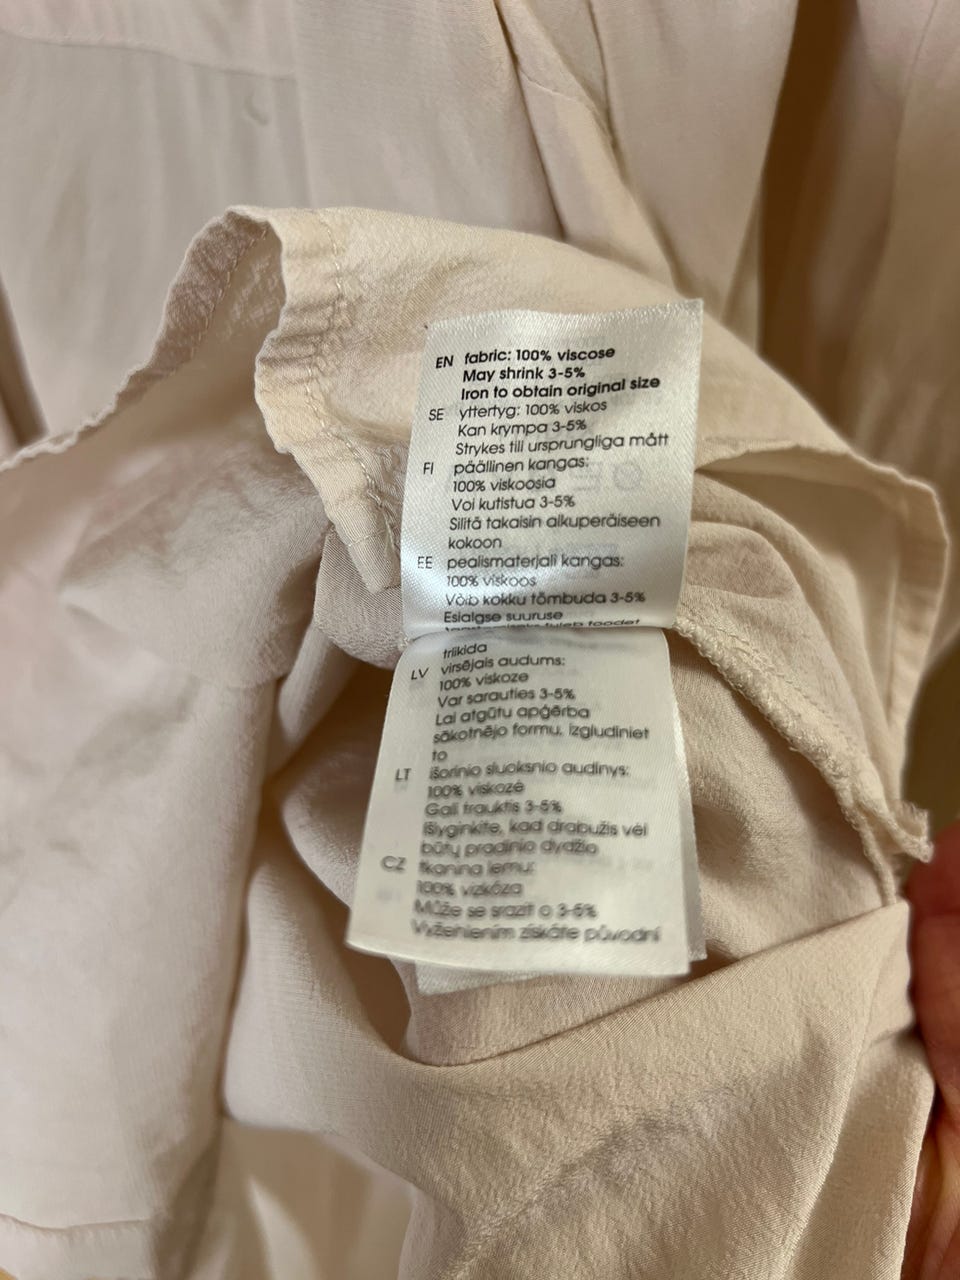 EN fabric: 100% viscose
May shrink 3-5%
Iron to obtain original size
SE yttertyg: 100% viskos
Kan krympa 3-5%
Strykes till ursprungliga mått
FI päällinen kangas:
100% viskoosia
Voi kutistua 3-5%
Silitä takaisin alkuperäiseen
kokoon
EE pealismaterjali kangas:
100% viskoos
Võib kokku tõmbuda 3-5%
Esialgse suuruse
tuleb toodet
triikida
LV virsējais audums:
100% viskoze
Var sarauties 3-5%
Lai atgūtu apģērba
sākotnējo formu, izgludiniet
to
LT išorinio sluoksnio audinys:
100% viskozė
Gali trauktis 3-5%
Išlyginkite, kad drabužis vėl
būtų pradinio dydžio
CZ tkanina lemu:
100% vizkóza
Může se srazit o 3-5%
Vyžehlením získáte původní